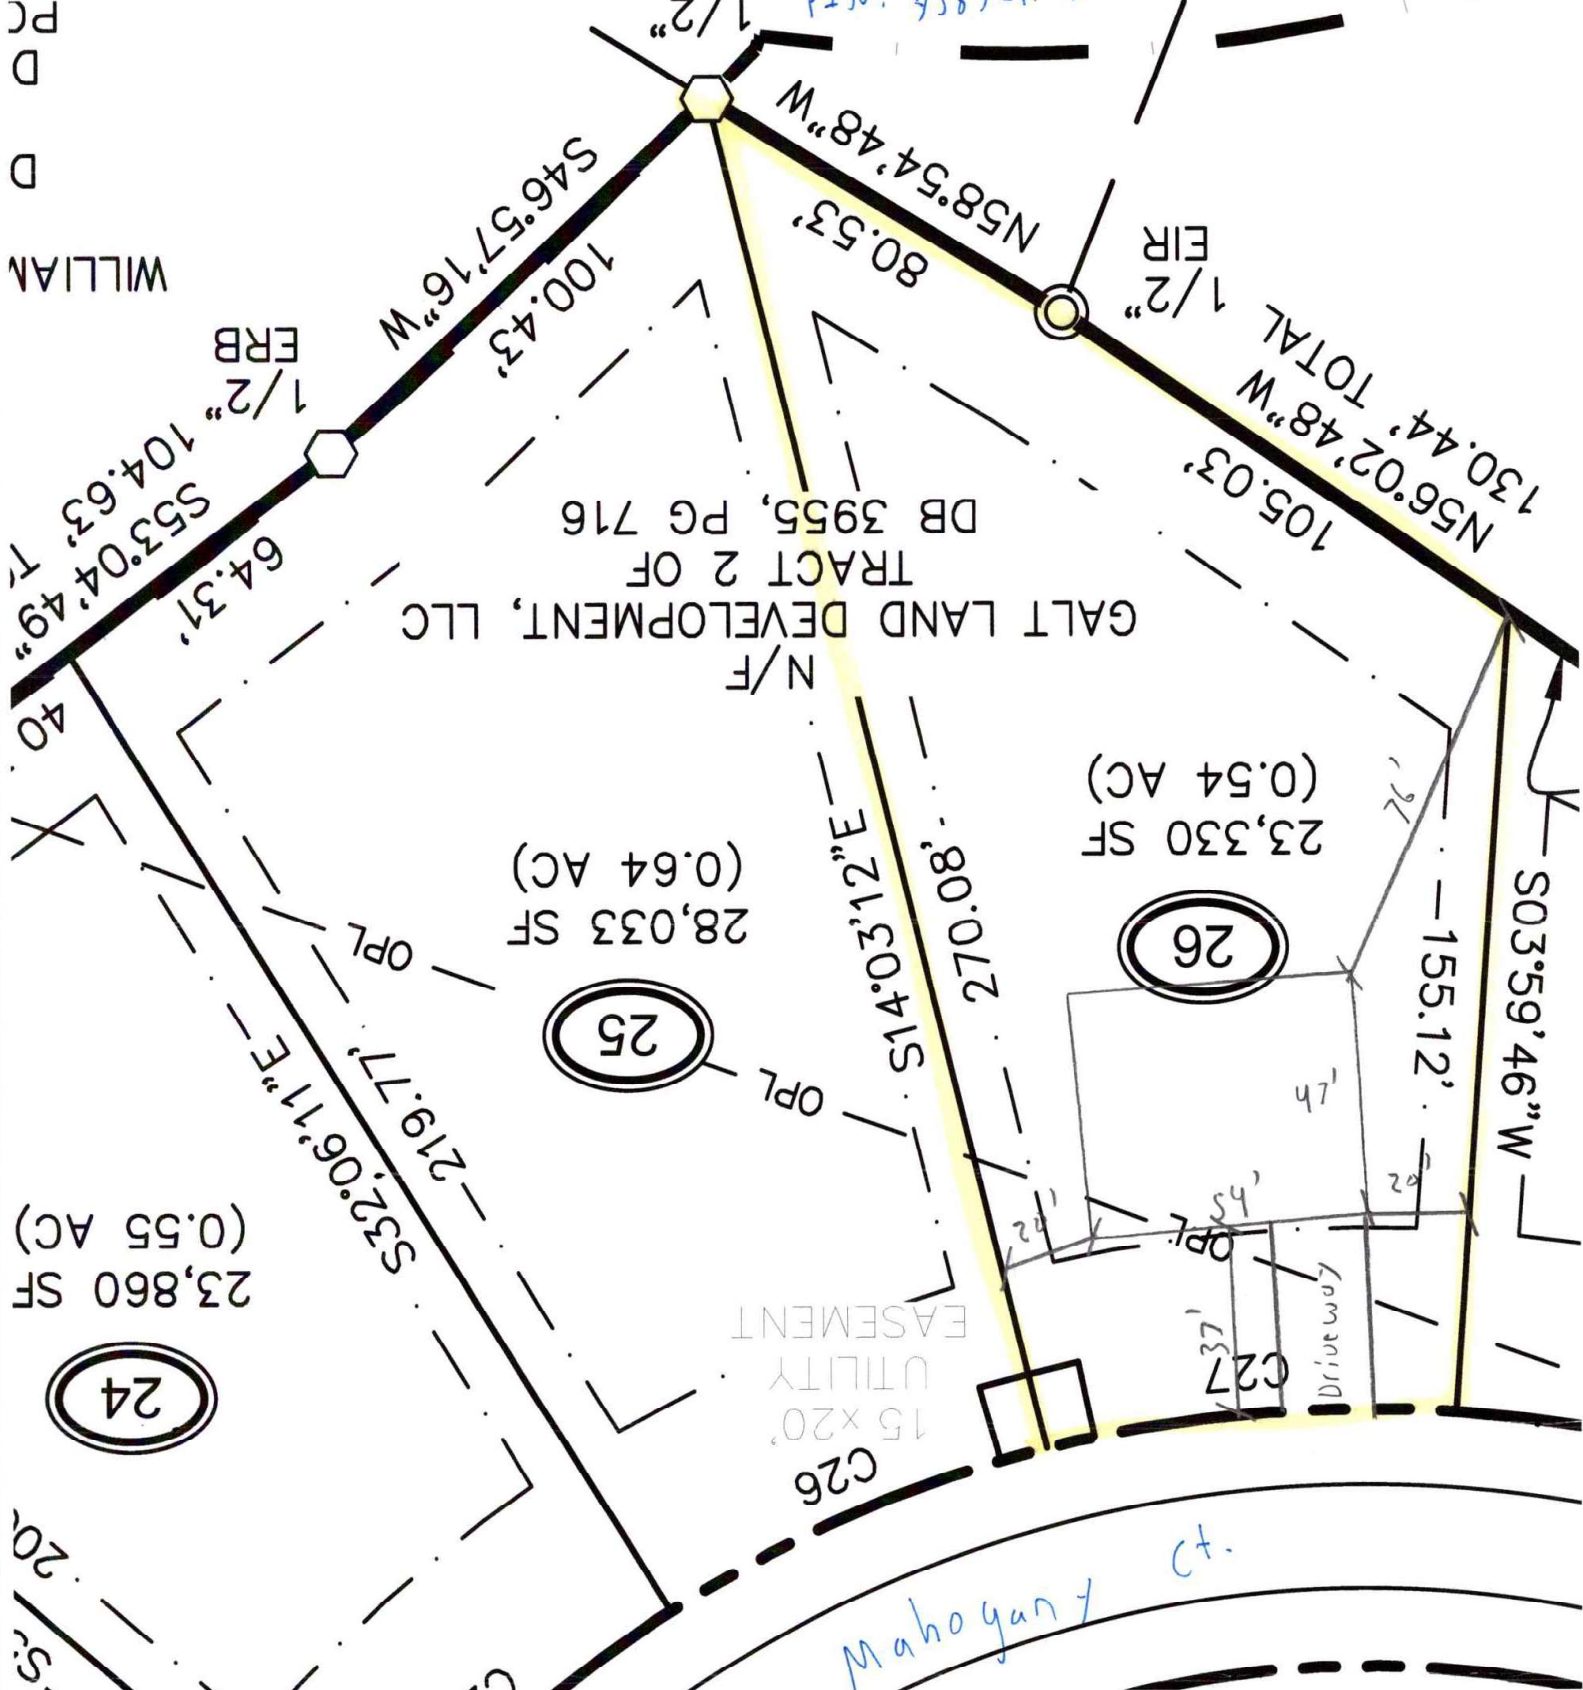 Mahogany Ct.
C26
C27
15 x20'
UTILITY
EASEMENT
Driveway
37'
54'
20'
20'
47'
76'
OPL
OPL
OPL
26
23,330 SF
(0.54 AC)
25
28,033 SF
(0.64 AC)
24
23,860 SF
(0.55 AC)
S03°59'46"W
155.12'
S14°03'12"E
270.08'
S32°06'11"E
219.77'
N/F
GALT LAND DEVELOPMENT, LLC
TRACT 2 OF
DB 3955, PG 716
N56°02'48"W
130.44' TOTAL
105.03'
1/2"
EIR
N58°54'48"W
80.53'
S46°57'16"W
100.43'
1/2"
ERB
S53°04'49"
104.63'
64.31'
40
1/2"
WILLIAM
D
D
PG
20